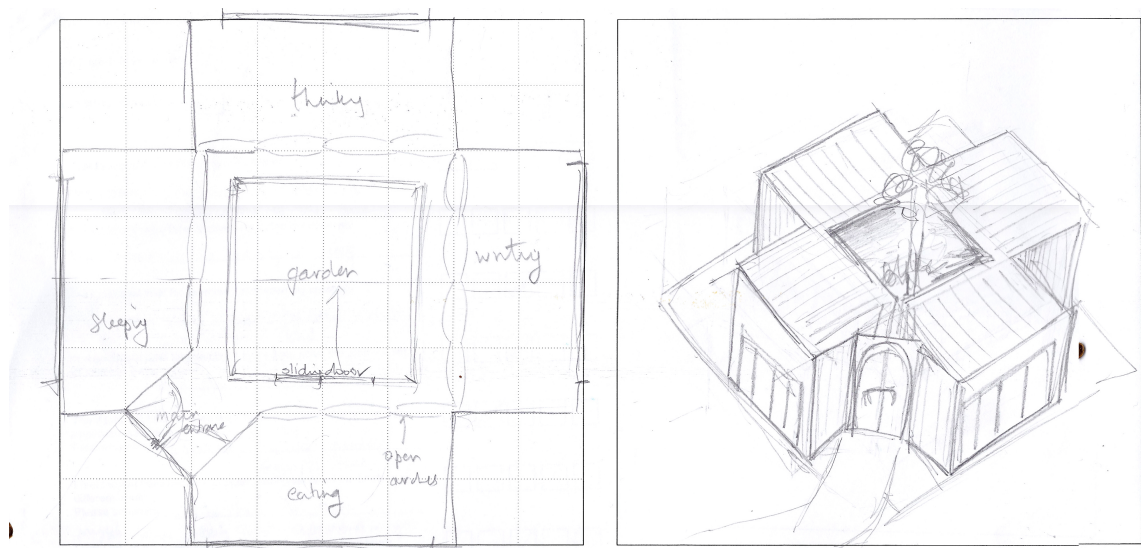 thinking
garden
writing
sleeping
sliding door
main
entrance
open
arches
eating